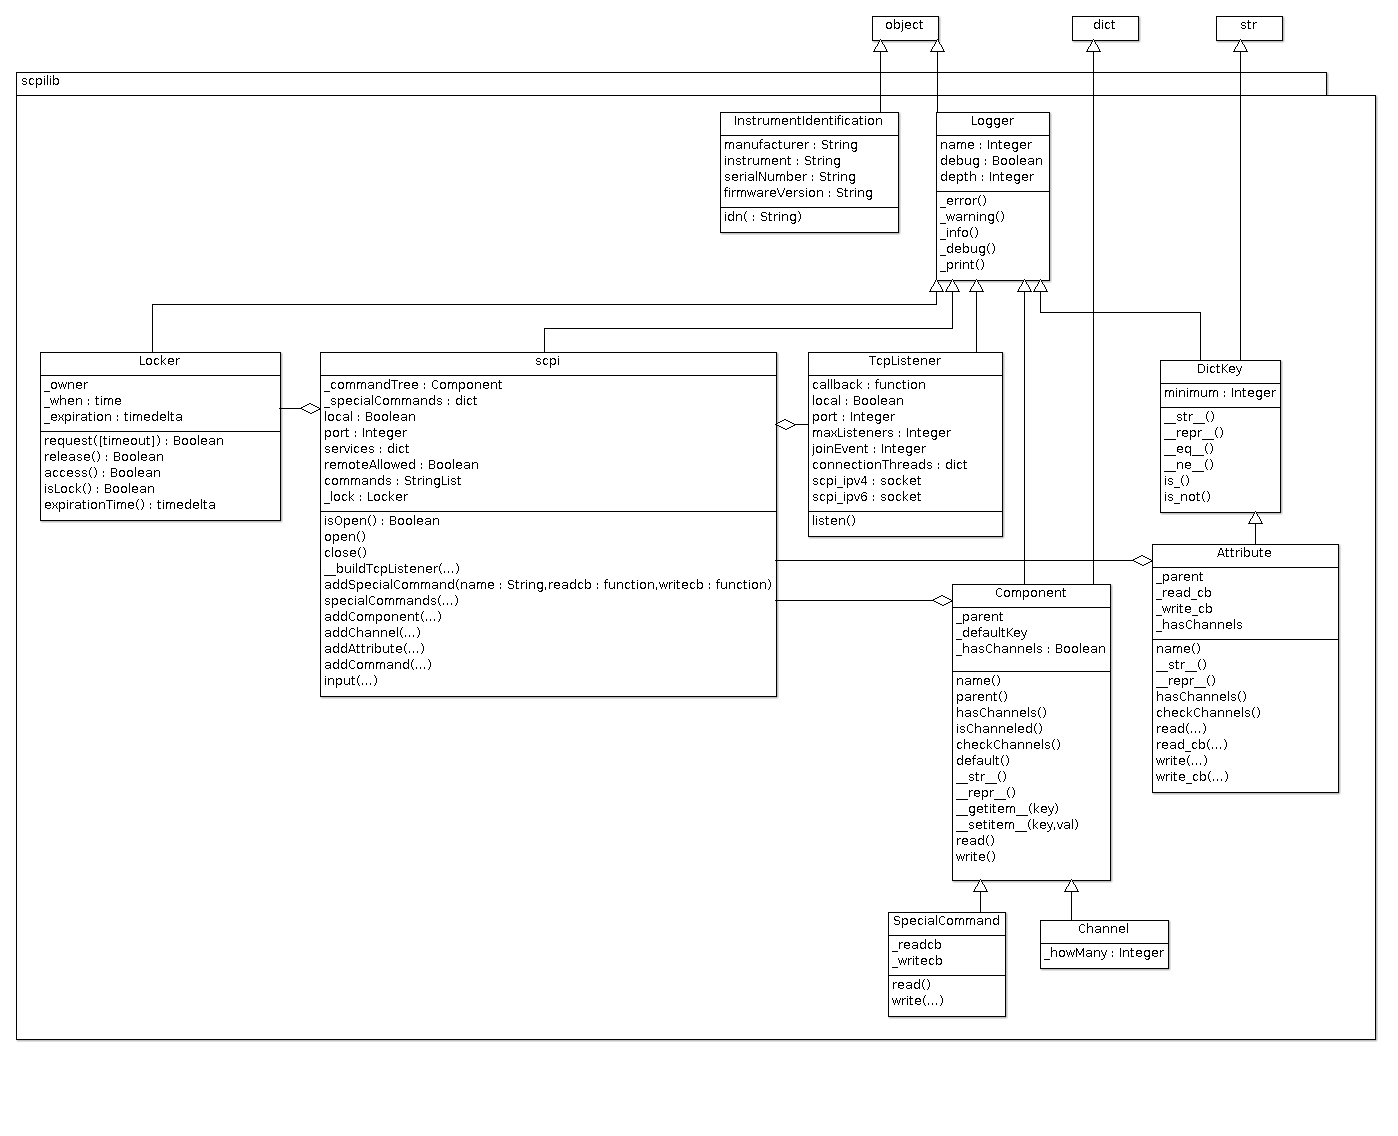 object
dict
str
scpilib
InstrumentIdentification
manufacturer : String
instrument : String
serialNumber : String
firmwareVersion : String
idn( : String)
Logger
name : Integer
debug : Boolean
depth : Integer
_error()
_warning()
_info()
_debug()
_print()
Locker
_owner
_when : time
_expiration : timedelta
request([timeout]) : Boolean
release() : Boolean
access() : Boolean
isLock() : Boolean
expirationTime() : timedelta
scpi
_commandTree : Component
_specialCommands : dict
local : Boolean
port : Integer
services : dict
remoteAllowed : Boolean
commands : StringList
_lock : Locker
isOpen() : Boolean
open()
close()
__buildTcpListener(...)
addSpecialCommand(name : String,readcb : function,writecb : function)
specialCommands(...)
addComponent(...)
addChannel(...)
addAttribute(...)
addCommand(...)
input(...)
TcpListener
callback : function
local : Boolean
port : Integer
maxListeners : Integer
joinEvent : Integer
connectionThreads : dict
scpi_ipv4 : socket
scpi_ipv6 : socket
listen()
DictKey
minimum : Integer
__str__()
__repr__()
__eq__()
__ne__()
is_()
is_not()
Attribute
_parent
_read_cb
_write_cb
_hasChannels
name()
__str__()
__repr__()
hasChannels()
checkChannels()
read(...)
read_cb(...)
write(...)
write_cb(...)
Component
_parent
_defaultKey
_hasChannels : Boolean
name()
parent()
hasChannels()
isChanneled()
checkChannels()
default()
__str__()
__repr__()
__getitem__(key)
__setitem__(key,val)
read()
write()
SpecialCommand
_readcb
_writecb
read()
write(...)
Channel
_howMany : Integer